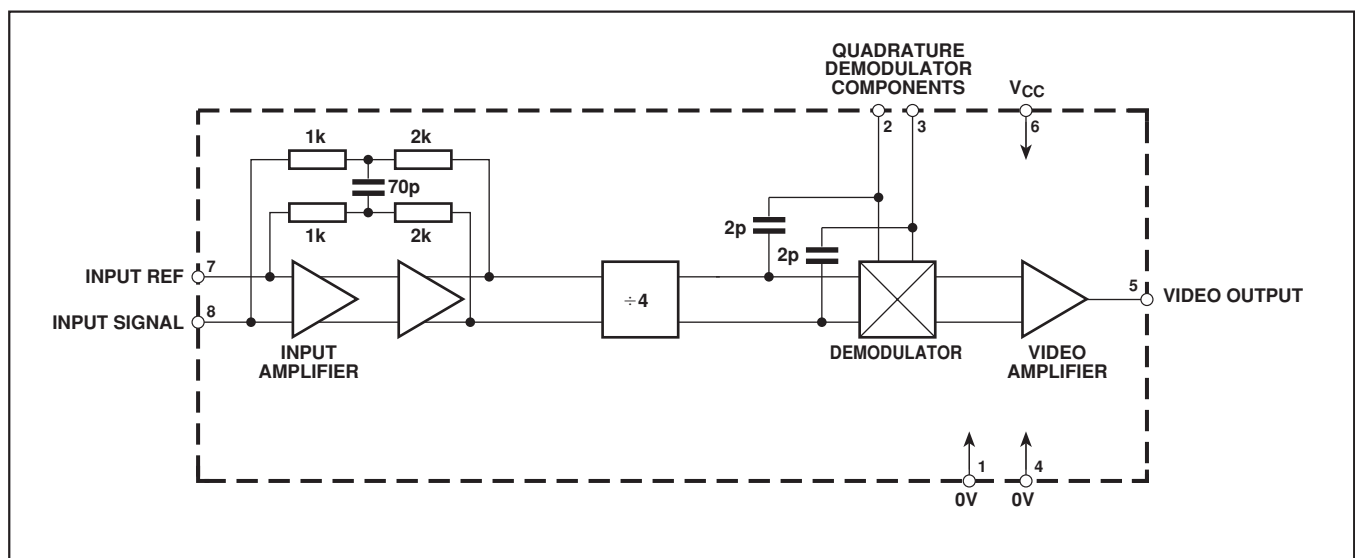 QUADRATURE
DEMODULATOR
COMPONENTS
VCC
2
3
6
1k
2k
70p
1k
2k
2p
2p
INPUT REF
7
÷4
5
VIDEO OUTPUT
INPUT SIGNAL
8
INPUT
AMPLIFIER
DEMODULATOR
VIDEO
AMPLIFIER
1
4
0V
0V